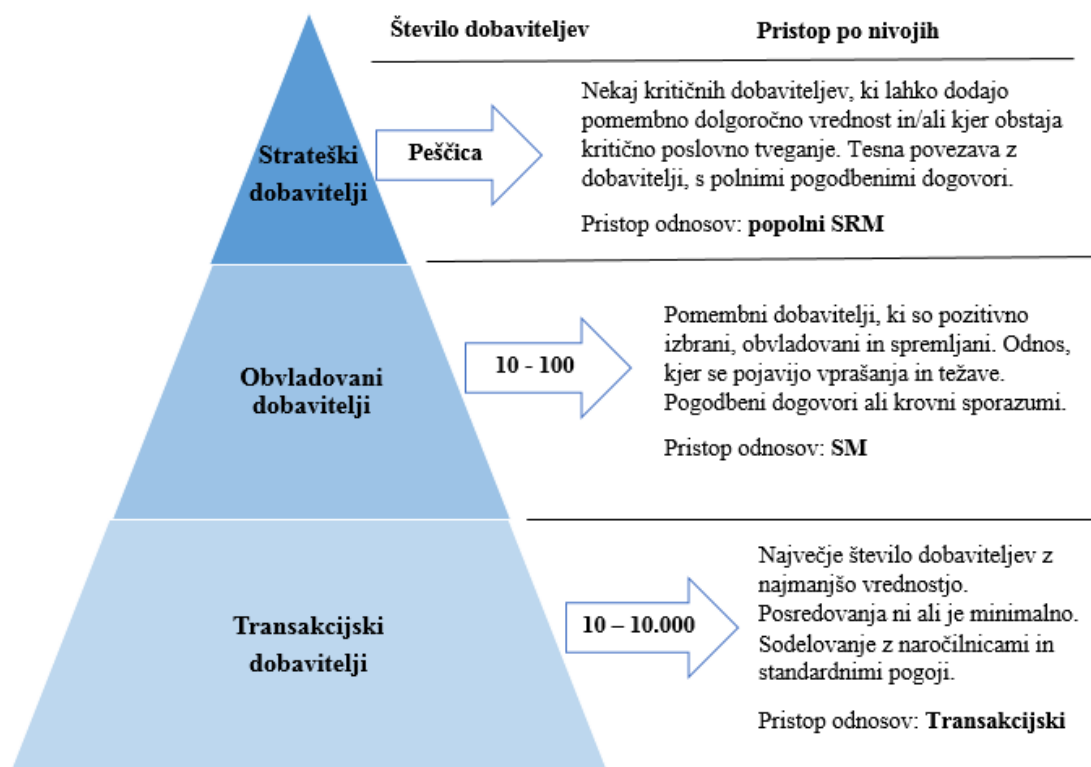 Število dobaviteljev
Pristop po nivojih
Strateški
dobavitelji
Peščica
Nekaj kritičnih dobaviteljev, ki lahko dodajo
pomembno dolgoročno vrednost in/ali kjer obstaja
kritično poslovno tveganje. Tesna povezava z
dobavitelji, s polnimi pogodbenimi dogovori.
Pristop odnosov: popolni SRM
Obvladovani
dobavitelji
10 - 100
Pomembni dobavitelji, ki so pozitivno
izbrani, obvladovani in spremljani. Odnos,
kjer se pojavijo vprašanja in težave.
Pogodbeni dogovori ali krovni sporazumi.
Pristop odnosov: SM
Transakcijski
dobavitelji
10 – 10.000
Največje število dobaviteljev z
najmanjšo vrednostjo.
Posredovanja ni ali je minimalno.
Sodelovanje z naročilnicami in
standardnimi pogoji.
Pristop odnosov: Transakcijski